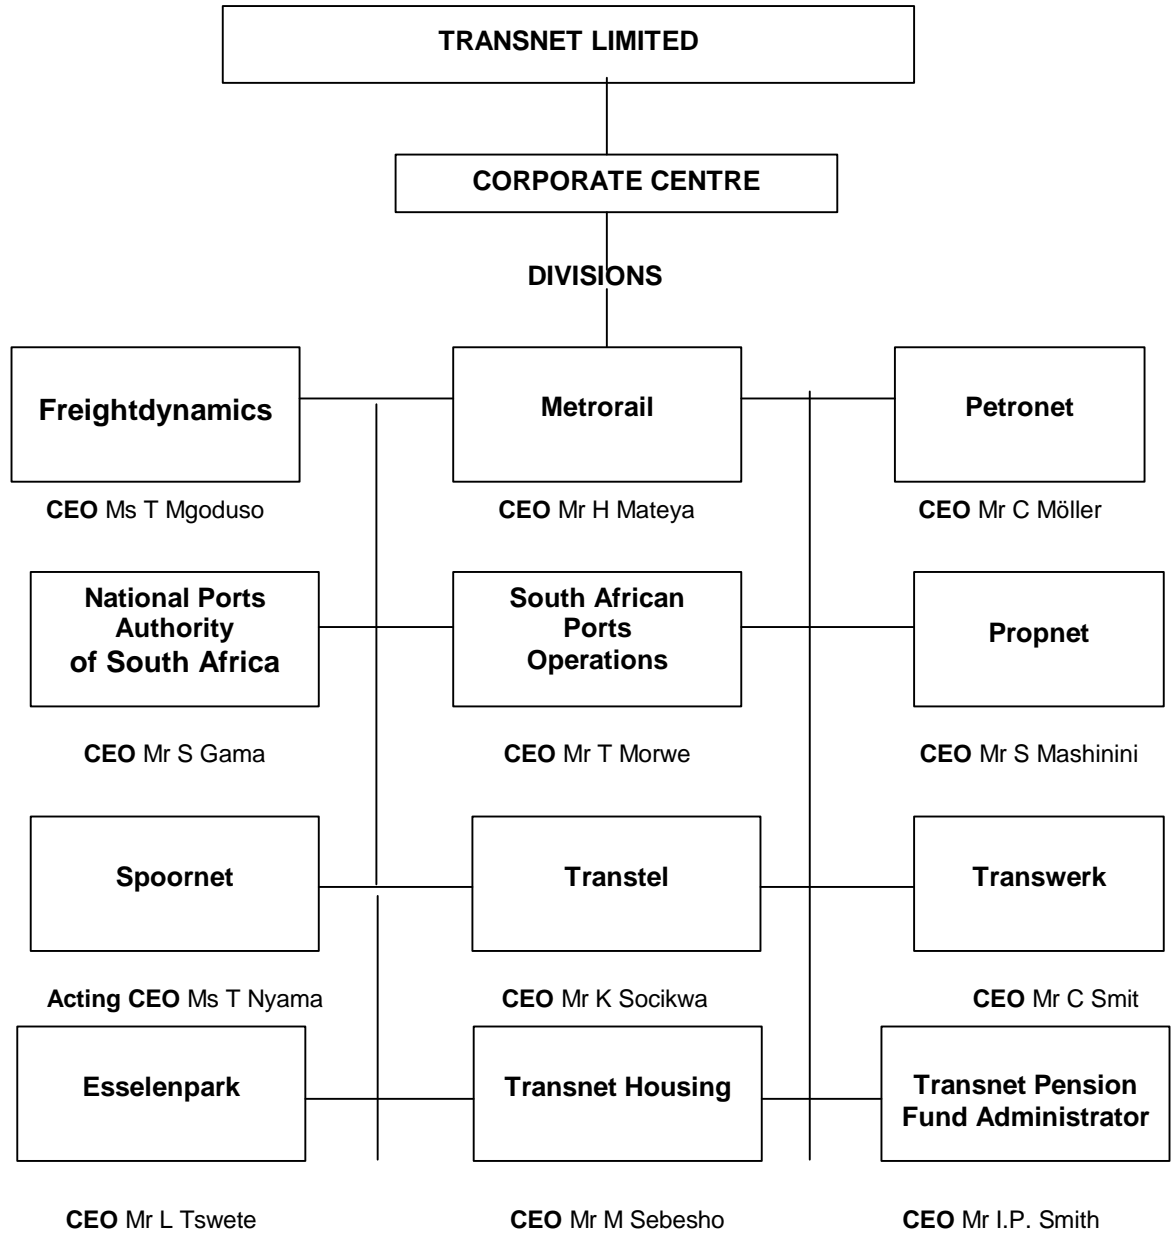 TRANSNET LIMITED
CORPORATE CENTRE
DIVISIONS
Freightdynamics
Metrorail
Petronet
CEO Ms T Mgoduso
CEO Mr H Mateya
CEO Mr C Möller
National Ports
Authority
of South Africa
South African
Ports
Operations
Propnet
CEO Mr S Gama
CEO Mr T Morwe
CEO Mr S Mashinini
Spoornet
Transtel
Transwerk
Acting CEO Ms T Nyama
CEO Mr K Socikwa
CEO Mr C Smit
Esselenpark
Transnet Housing
Transnet Pension
Fund Administrator
CEO Mr L Tswete
CEO Mr M Sebesho
CEO Mr I.P. Smith